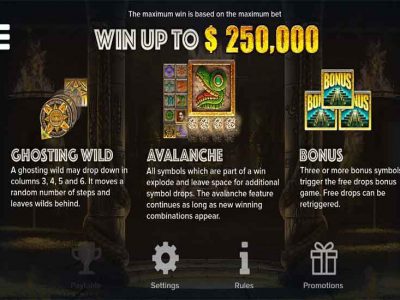 The maximum win is based on the maximum bet
WIN UP TO $ 250,000
BONUS
BONUS
BONUS
GHOSTING WILD
A ghosting wild may drop down in
columns 3, 4, 5 and 6. It moves a
random number of steps and
leaves wilds behind.
AVALANCHE
All symbols which are part of a win
explode and leave space for additional
symbol drops. The avalanche feature
continues as long as new winning
combinations appear.
BONUS
Three or more bonus symbols
trigger the free drops bonus
game. Free drops can be
retriggered.
Paytable
Settings
Rules
Promotions